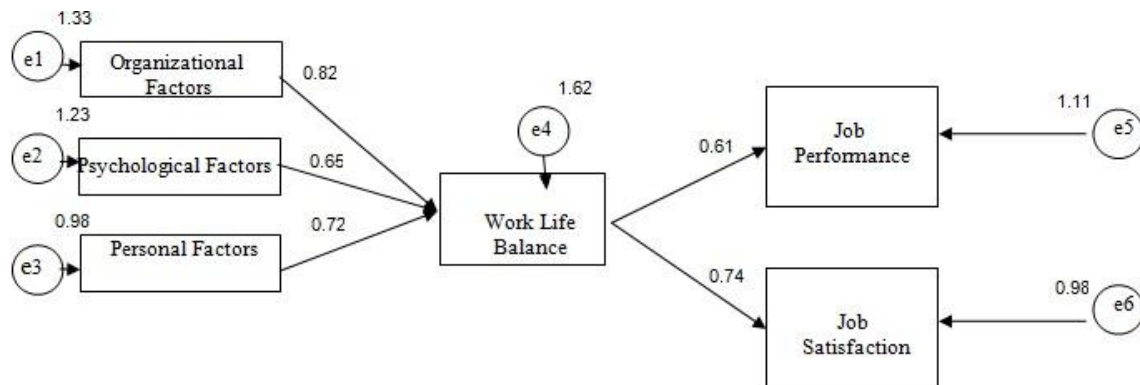 1.33
e1
Organizational
Factors
0.82
1.23
e2
Psychological Factors
0.65
0.98
e3
Personal Factors
0.72
1.62
e4
Work Life
Balance
0.61
0.74
Job
Performance
1.11
e5
Job
Satisfaction
0.98
e6